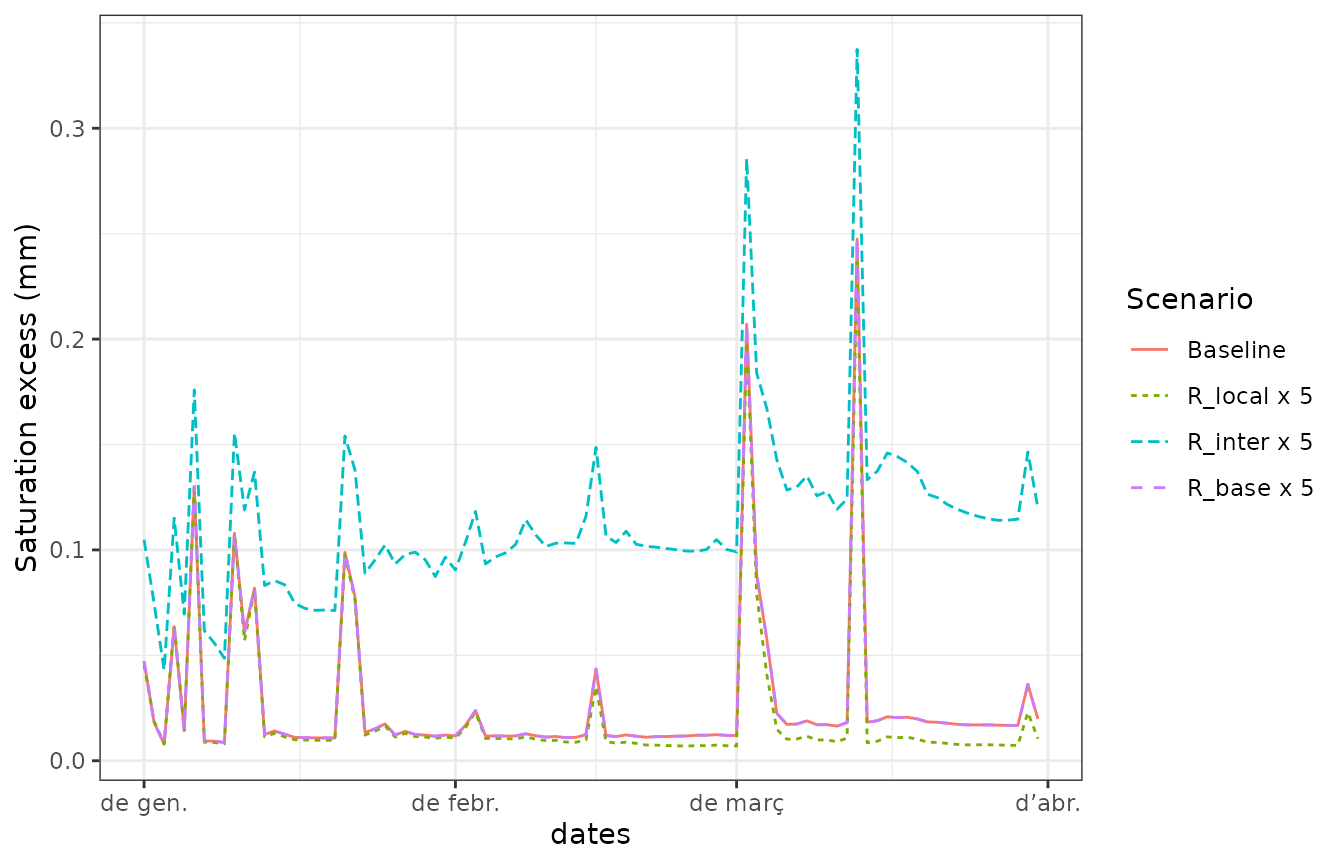 Saturation excess (mm)
0.3
0.2
0.1
0.0
de gen.
de febr.
de març
d’abr.
dates
Scenario
Baseline
R_local x 5
R_inter x 5
R_base x 5